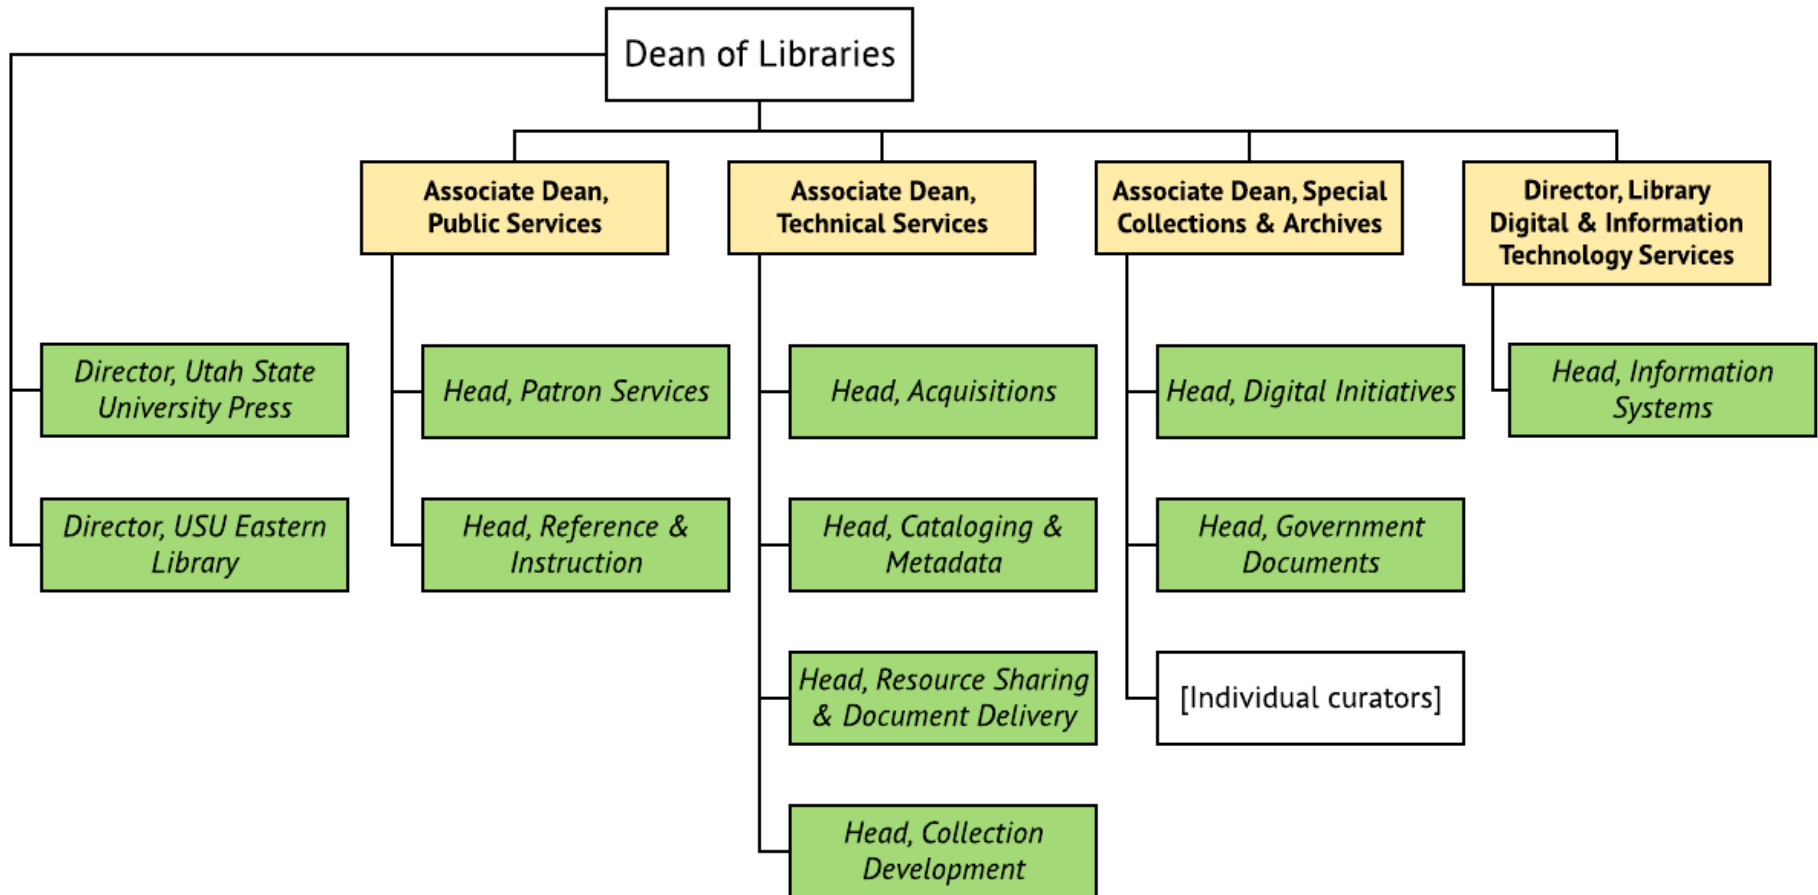 Dean of Libraries
Associate Dean,
Public Services
Associate Dean,
Technical Services
Associate Dean, Special
Collections & Archives
Director, Library
Digital & Information
Technology Services
Director, Utah State
University Press
Head, Patron Services
Head, Acquisitions
Head, Digital Initiatives
Head, Information
Systems
Director, USU Eastern
Library
Head, Reference &
Instruction
Head, Cataloging &
Metadata
Head, Government
Documents
Head, Resource Sharing
& Document Delivery
[Individual curators]
Head, Collection
Development